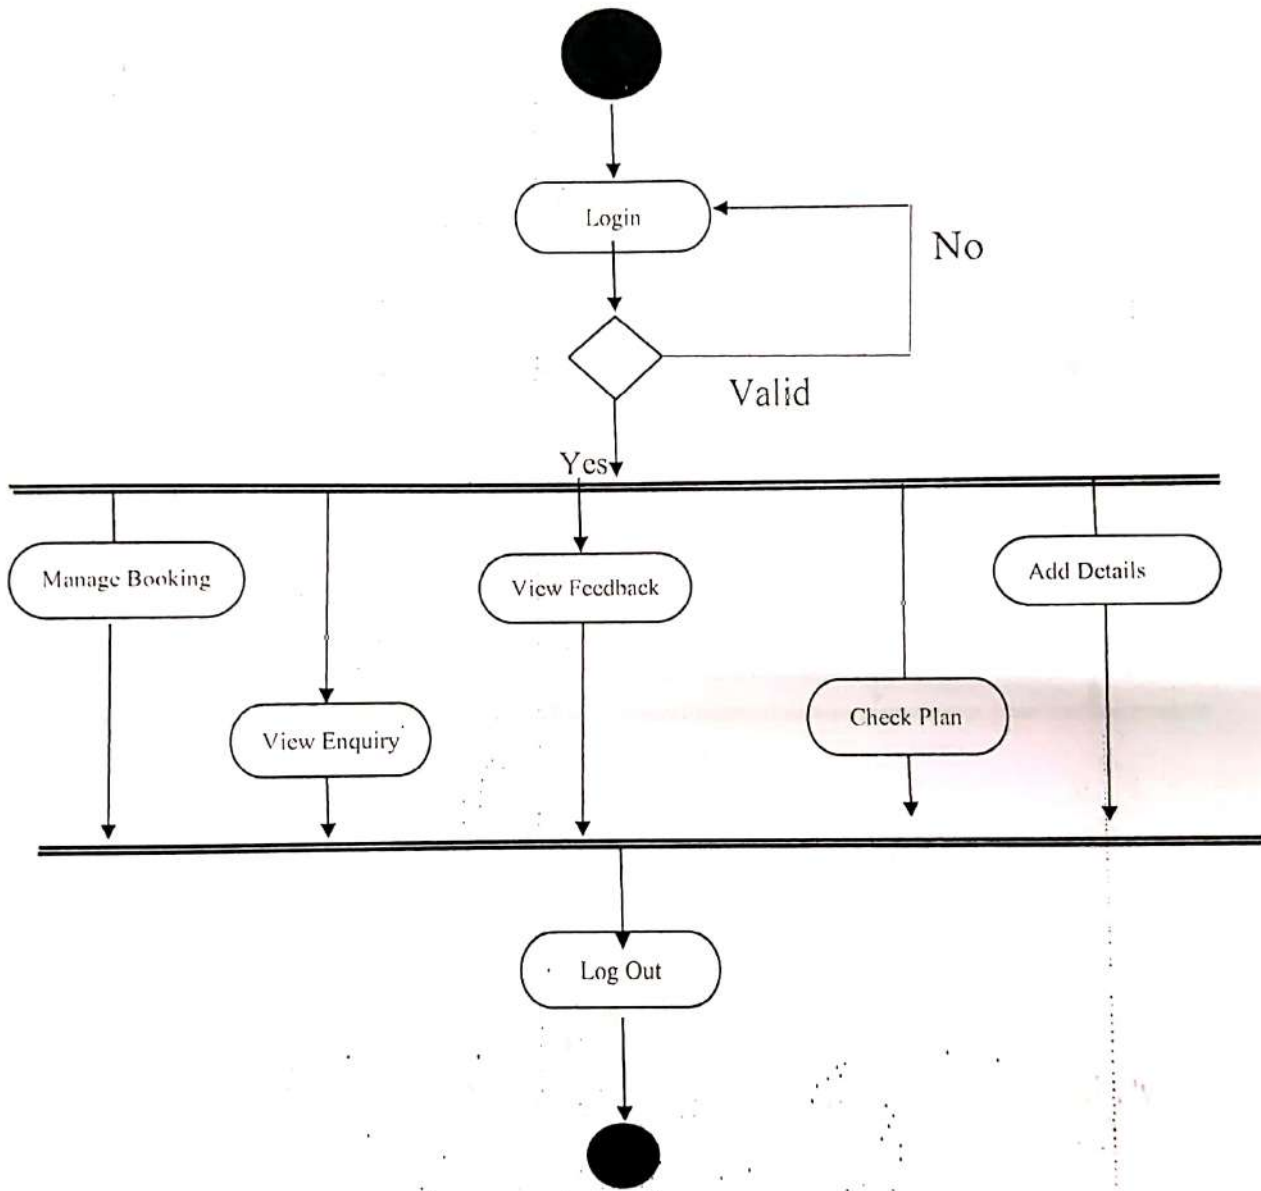 Login
No
Valid
Yes
Manage Booking
View Feedback
Add Details
View Enquiry
Check Plan
Log Out